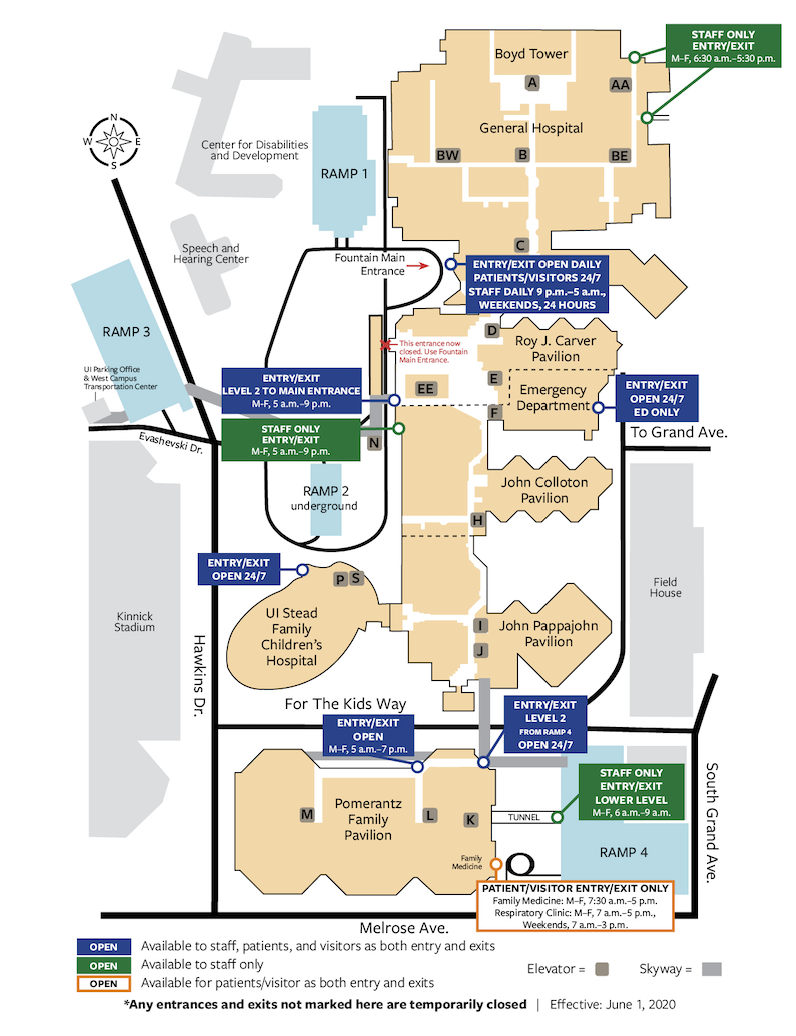 STAFF ONLY
ENTRY/EXIT
M–F, 6:30 a.m.–5:30 p.m.
Boyd Tower
A
AA
General Hospital
BW
B
BE
C
N
W
E
S
Center for Disabilities
and Development
RAMP 1
Speech and
Hearing Center
Fountain Main
Entrance
ENTRY/EXIT OPEN DAILY
PATIENTS/VISITORS 24/7
STAFF DAILY 9 p.m.–5 a.m.,
WEEKENDS, 24 HOURS
RAMP 3
UI Parking Office
& West Campus
Transportation Center
This entrance now
closed. Use Fountain
Main Entrance.
D
Roy J. Carver
Pavilion
E
EE
Emergency
Department
F
ENTRY/EXIT
OPEN 24/7
ED ONLY
ENTRY/EXIT
LEVEL 2 TO MAIN ENTRANCE
M–F, 5 a.m.–9 p.m.
STAFF ONLY
ENTRY/EXIT
M–F, 5 a.m.–9 p.m.
N
Evashevski Dr.
To Grand Ave.
RAMP 2
underground
John Colloton
Pavilion
H
ENTRY/EXIT
OPEN 24/7
P
S
UI Stead
Family
Children's
Hospital
Kinnick
Stadium
Field
House
I
J
John Pappajohn
Pavilion
Hawkins Dr.
For The Kids Way
ENTRY/EXIT
OPEN
M–F, 5 a.m.–7 p.m.
ENTRY/EXIT
LEVEL 2
FROM RAMP 4
OPEN 24/7
STAFF ONLY
ENTRY/EXIT
LOWER LEVEL
M–F, 6 a.m.–9 a.m.
South Grand Ave.
M
Pomerantz
Family
Pavilion
L
K
TUNNEL
RAMP 4
Family
Medicine
PATIENT/VISITOR ENTRY/EXIT ONLY
Family Medicine: M–F, 7:30 a.m.–5 p.m.
Respiratory Clinic: M–F, 7 a.m.–5 p.m.,
Weekends, 7 a.m.–3 p.m.
Melrose Ave.
OPEN Available to staff, patients, and visitors as both entry and exits
OPEN Available to staff only
OPEN Available for patients/visitor as both entry and exits
Elevator =
Skyway =
*Any entrances and exits not marked here are temporarily closed | Effective: June 1, 2020